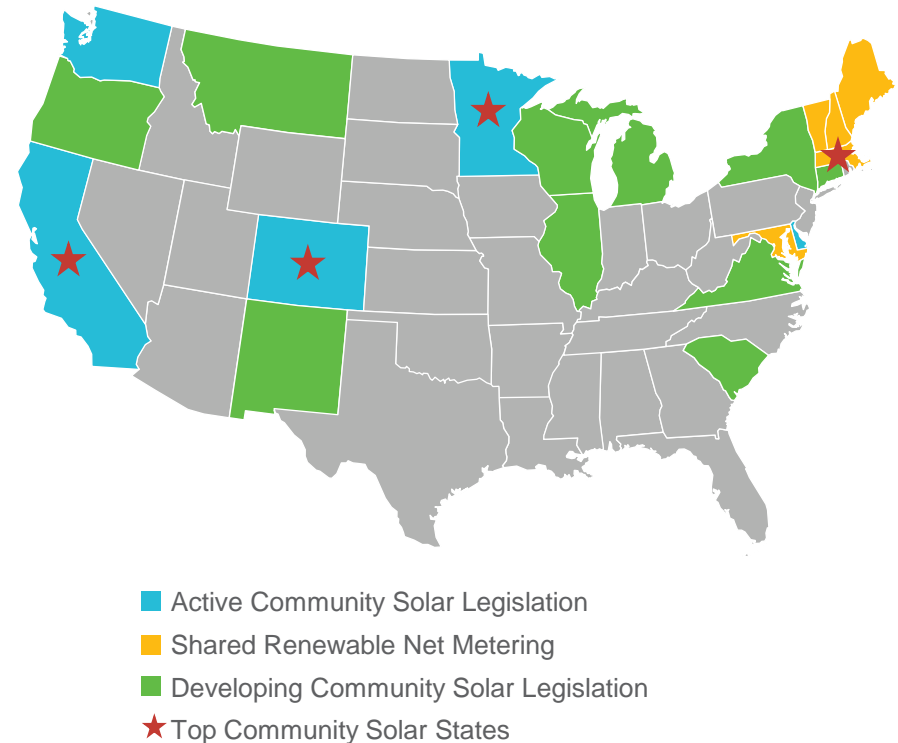 Active Community Solar Legislation
Shared Renewable Net Metering
Developing Community Solar Legislation
Top Community Solar States